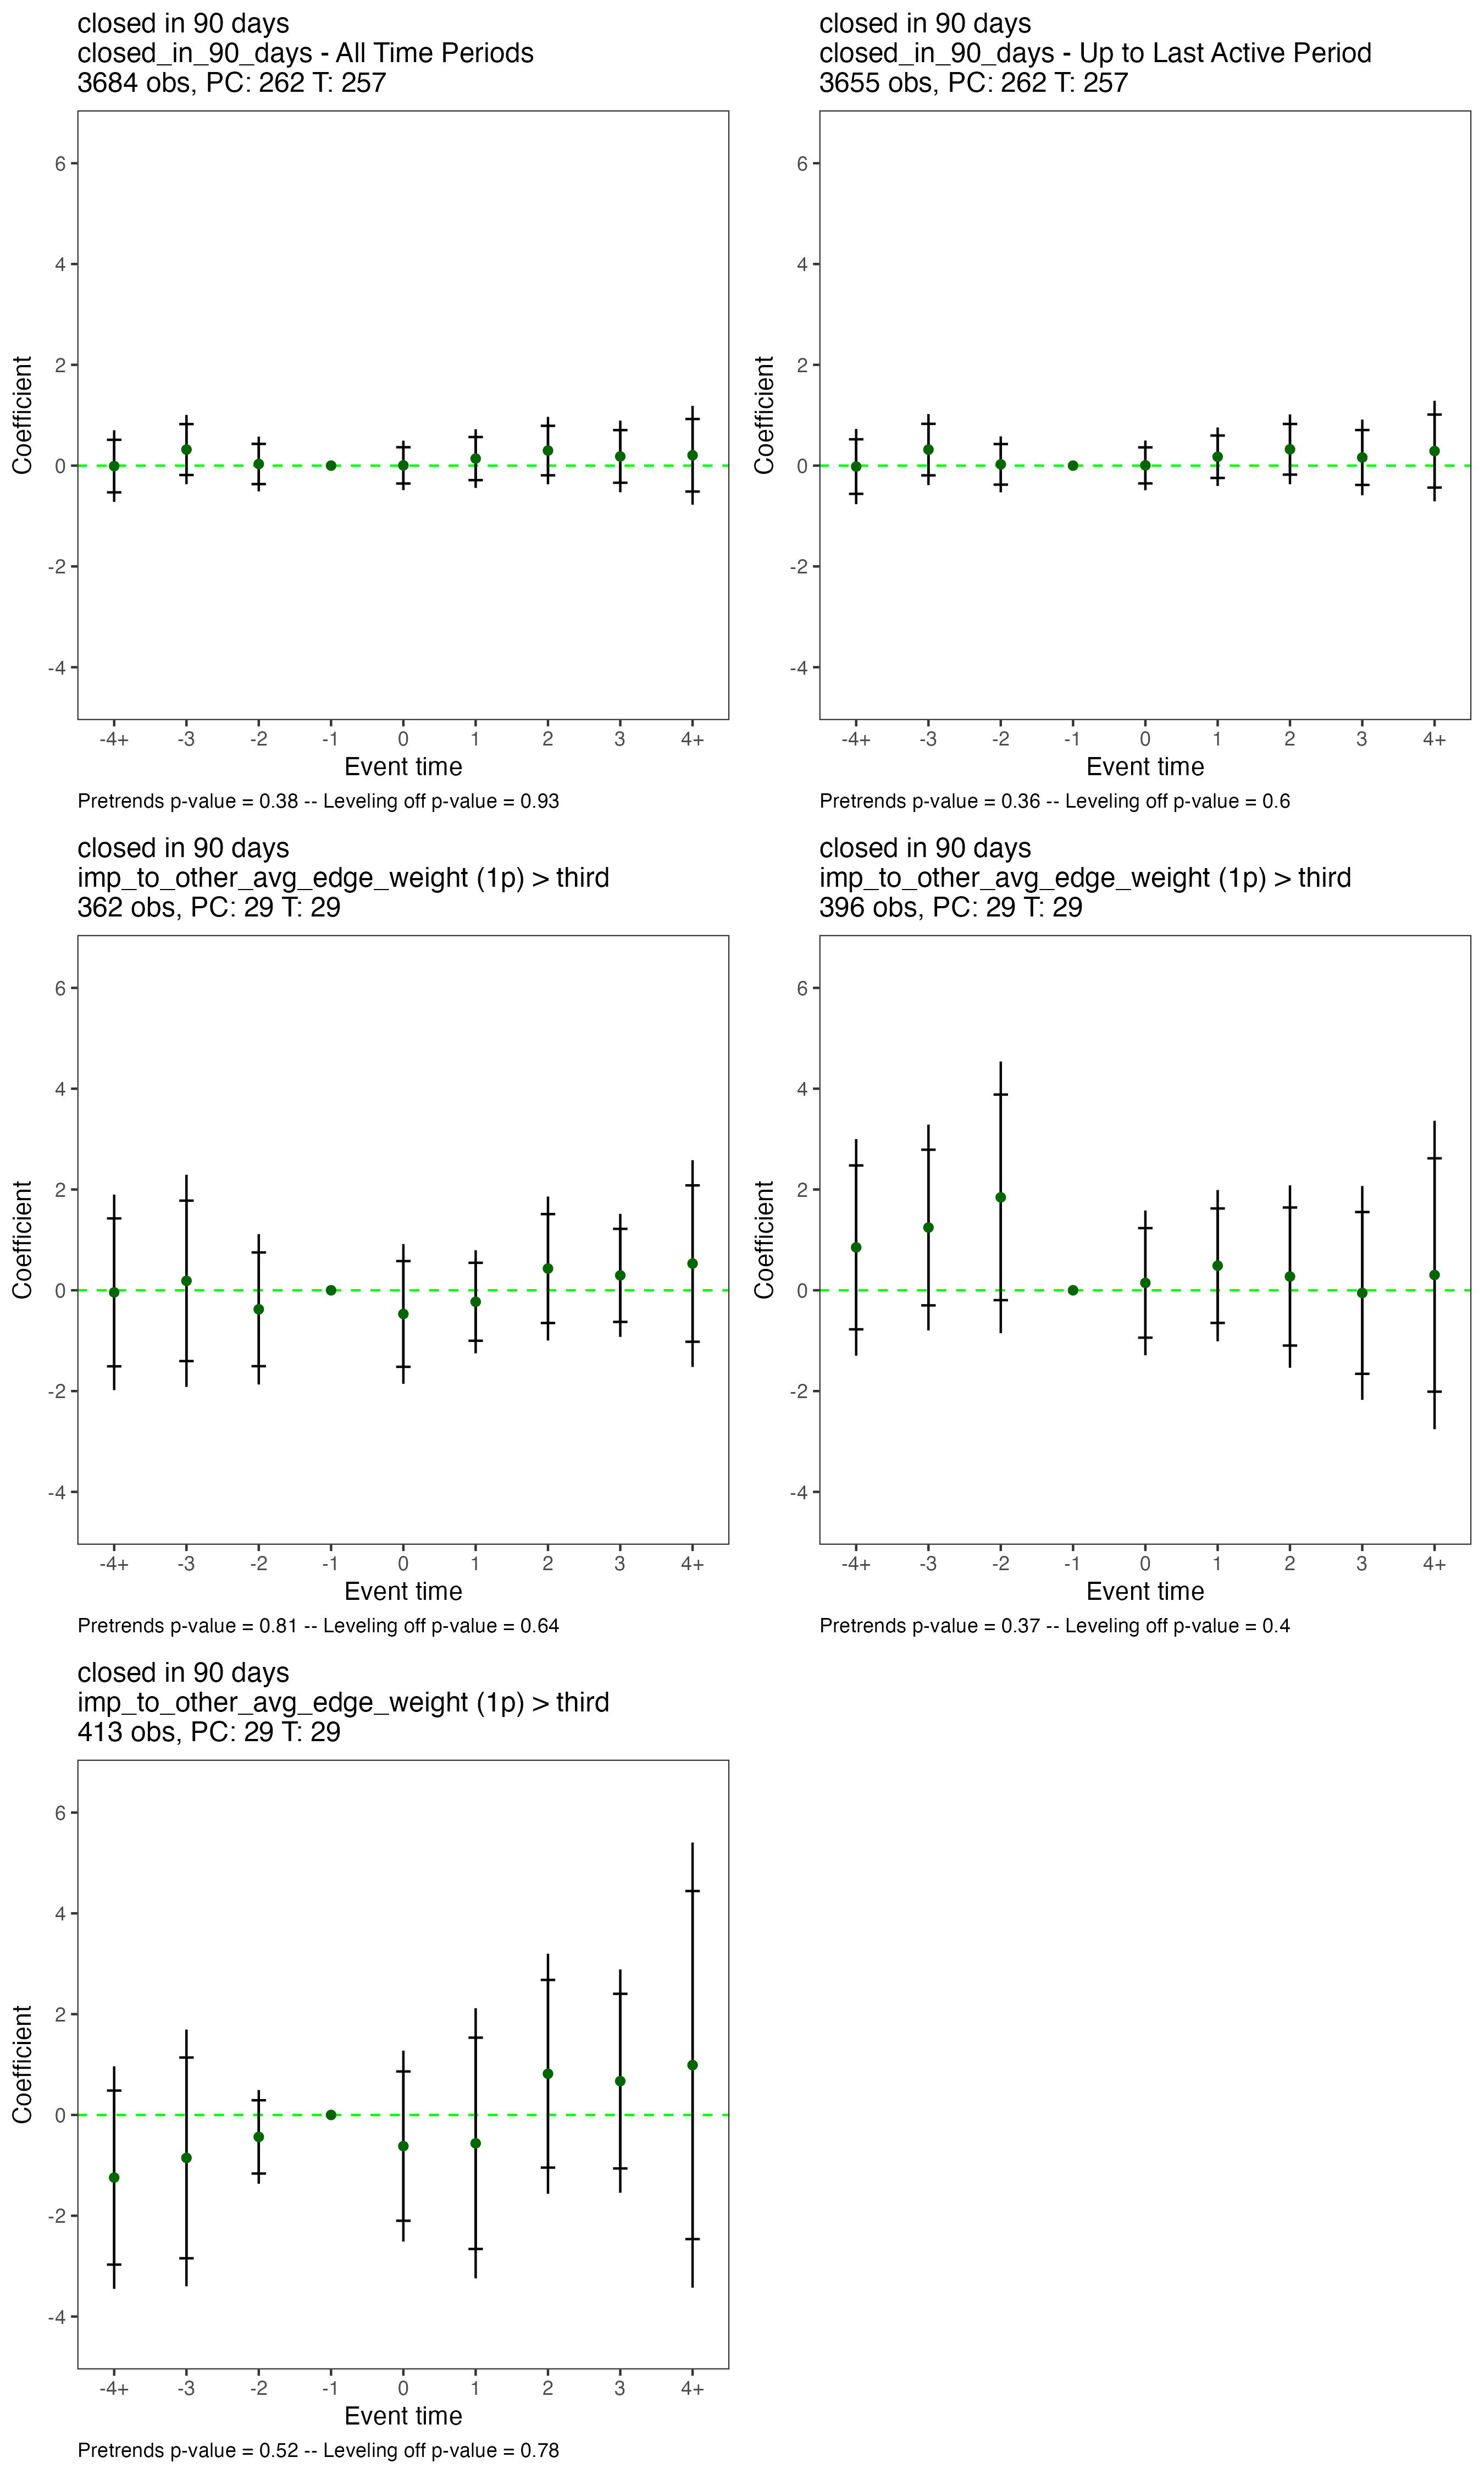 closed in 90 days
closed_in_90_days - All Time Periods
3684 obs, PC: 262 T: 257
6
4
2
0
-2
-4
Coefficient
-4+ -3 -2 -1 0 1 2 3 4+
Event time
Pretrends p-value = 0.38 -- Leveling off p-value = 0.93
closed in 90 days
closed_in_90_days - Up to Last Active Period
3655 obs, PC: 262 T: 257
6
4
2
0
-2
-4
Coefficient
-4+ -3 -2 -1 0 1 2 3 4+
Event time
Pretrends p-value = 0.36 -- Leveling off p-value = 0.6
closed in 90 days
imp_to_other_avg_edge_weight (1p) > third
362 obs, PC: 29 T: 29
6
4
2
0
-2
-4
Coefficient
-4+ -3 -2 -1 0 1 2 3 4+
Event time
Pretrends p-value = 0.81 -- Leveling off p-value = 0.64
closed in 90 days
imp_to_other_avg_edge_weight (1p) > third
396 obs, PC: 29 T: 29
6
4
2
0
-2
-4
Coefficient
-4+ -3 -2 -1 0 1 2 3 4+
Event time
Pretrends p-value = 0.37 -- Leveling off p-value = 0.4
closed in 90 days
imp_to_other_avg_edge_weight (1p) > third
413 obs, PC: 29 T: 29
6
4
2
0
-2
-4
Coefficient
-4+ -3 -2 -1 0 1 2 3 4+
Event time
Pretrends p-value = 0.52 -- Leveling off p-value = 0.78